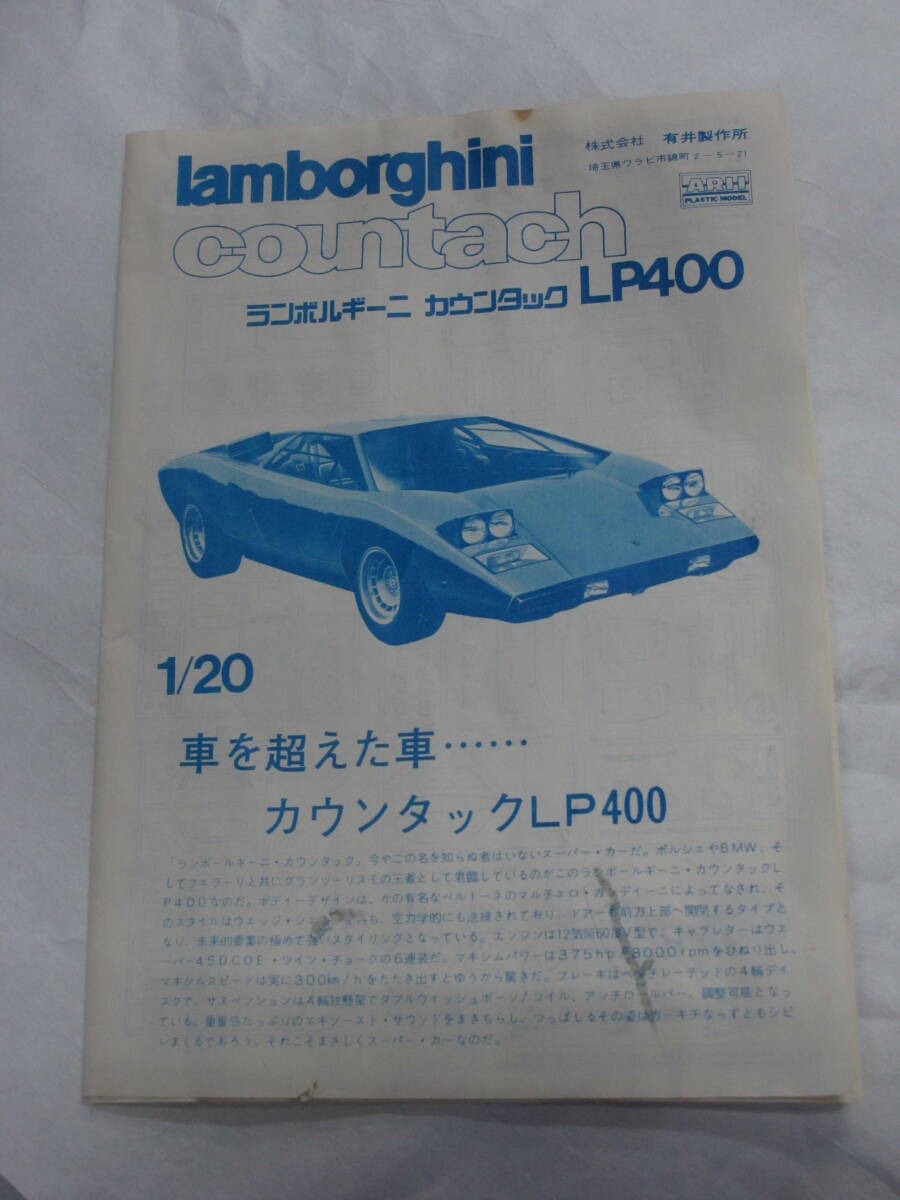 lamborghini
株式会社 有井製作所
埼玉県ワラビ市錦町2-5-21
ARII
PLASTIC MODEL
countach
ランボルギーニ カウンタック LP400
1/20
車を超えた車……
カウンタックLP400
「ランボールギーニ・カウンタック」今やこの名を知らぬ者はいないスーパー・カーだ。ポルシェやBMW、そ
してフェラーリと共にグランツーリスモの王者として君臨しているのがこのランボールギーニ・カウンタックL
P400なのだ。ボディーデザインは、かの有名なベルトーネのマルチェロ・ガンディーニによってなされ、そ
のスタイルはウェッジ・シェ ち、空力学的にも洗練されており、ドアーも前方上部へ開閉するタイプと
なり、未来的要素の極めて強いスタイリングとなっている。エンジンは12気筒60度V型で、キャブレターはウェ
ーバー45DCOE・ツイン・チョークの6連装だ。マキシムパワーは375hp/8000rpmをひねり出し、
マキシムスピードは実に300km/hをたたき出すとゆうから驚きだ。ブレーキはベンチレーテッドの4輪ディ
スクで、サスペンションは4輪独懸架でダブルウイッシュボーン/コイル、アンチロールバー、調整可能となっ
ている。重量感たっぷりのエキゾースト・サウンドをまきちらし、つっぱしるその姿はカーキチならずともシビ
レまくるであろう。それこそまさしくスーパー・カーなのだ。